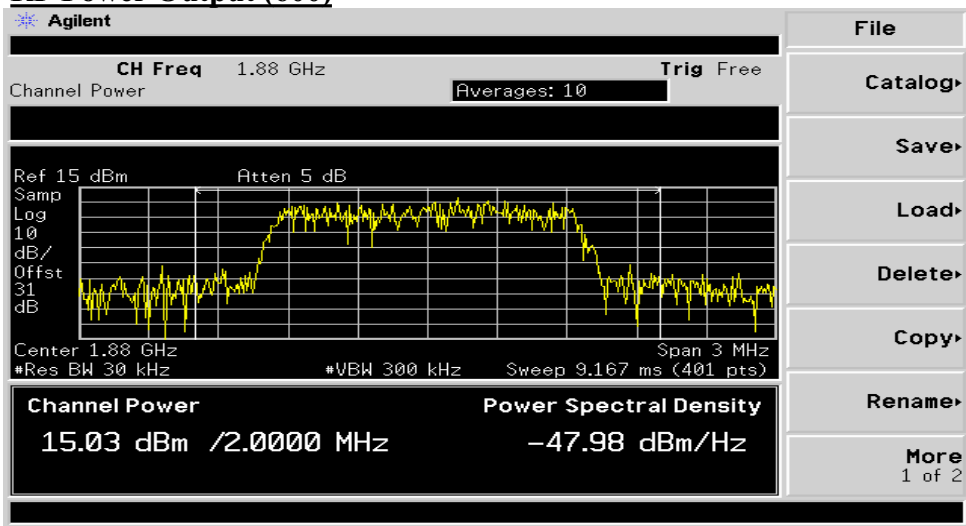 Agilent
File
CH Freq 1.88 GHz Trig Free
Channel Power Averages: 10
Catalog
Save
Ref 15 dBm Atten 5 dB
Samp
Log
10
dB/
Offst
31
dB
Load
Delete
Center 1.88 GHz Span 3 MHz
#Res BW 30 kHz #VBW 300 kHz Sweep 9.167 ms (401 pts)
Copy
Channel Power Power Spectral Density
15.03 dBm /2.0000 MHz -47.98 dBm/Hz
Rename
More
1 of 2